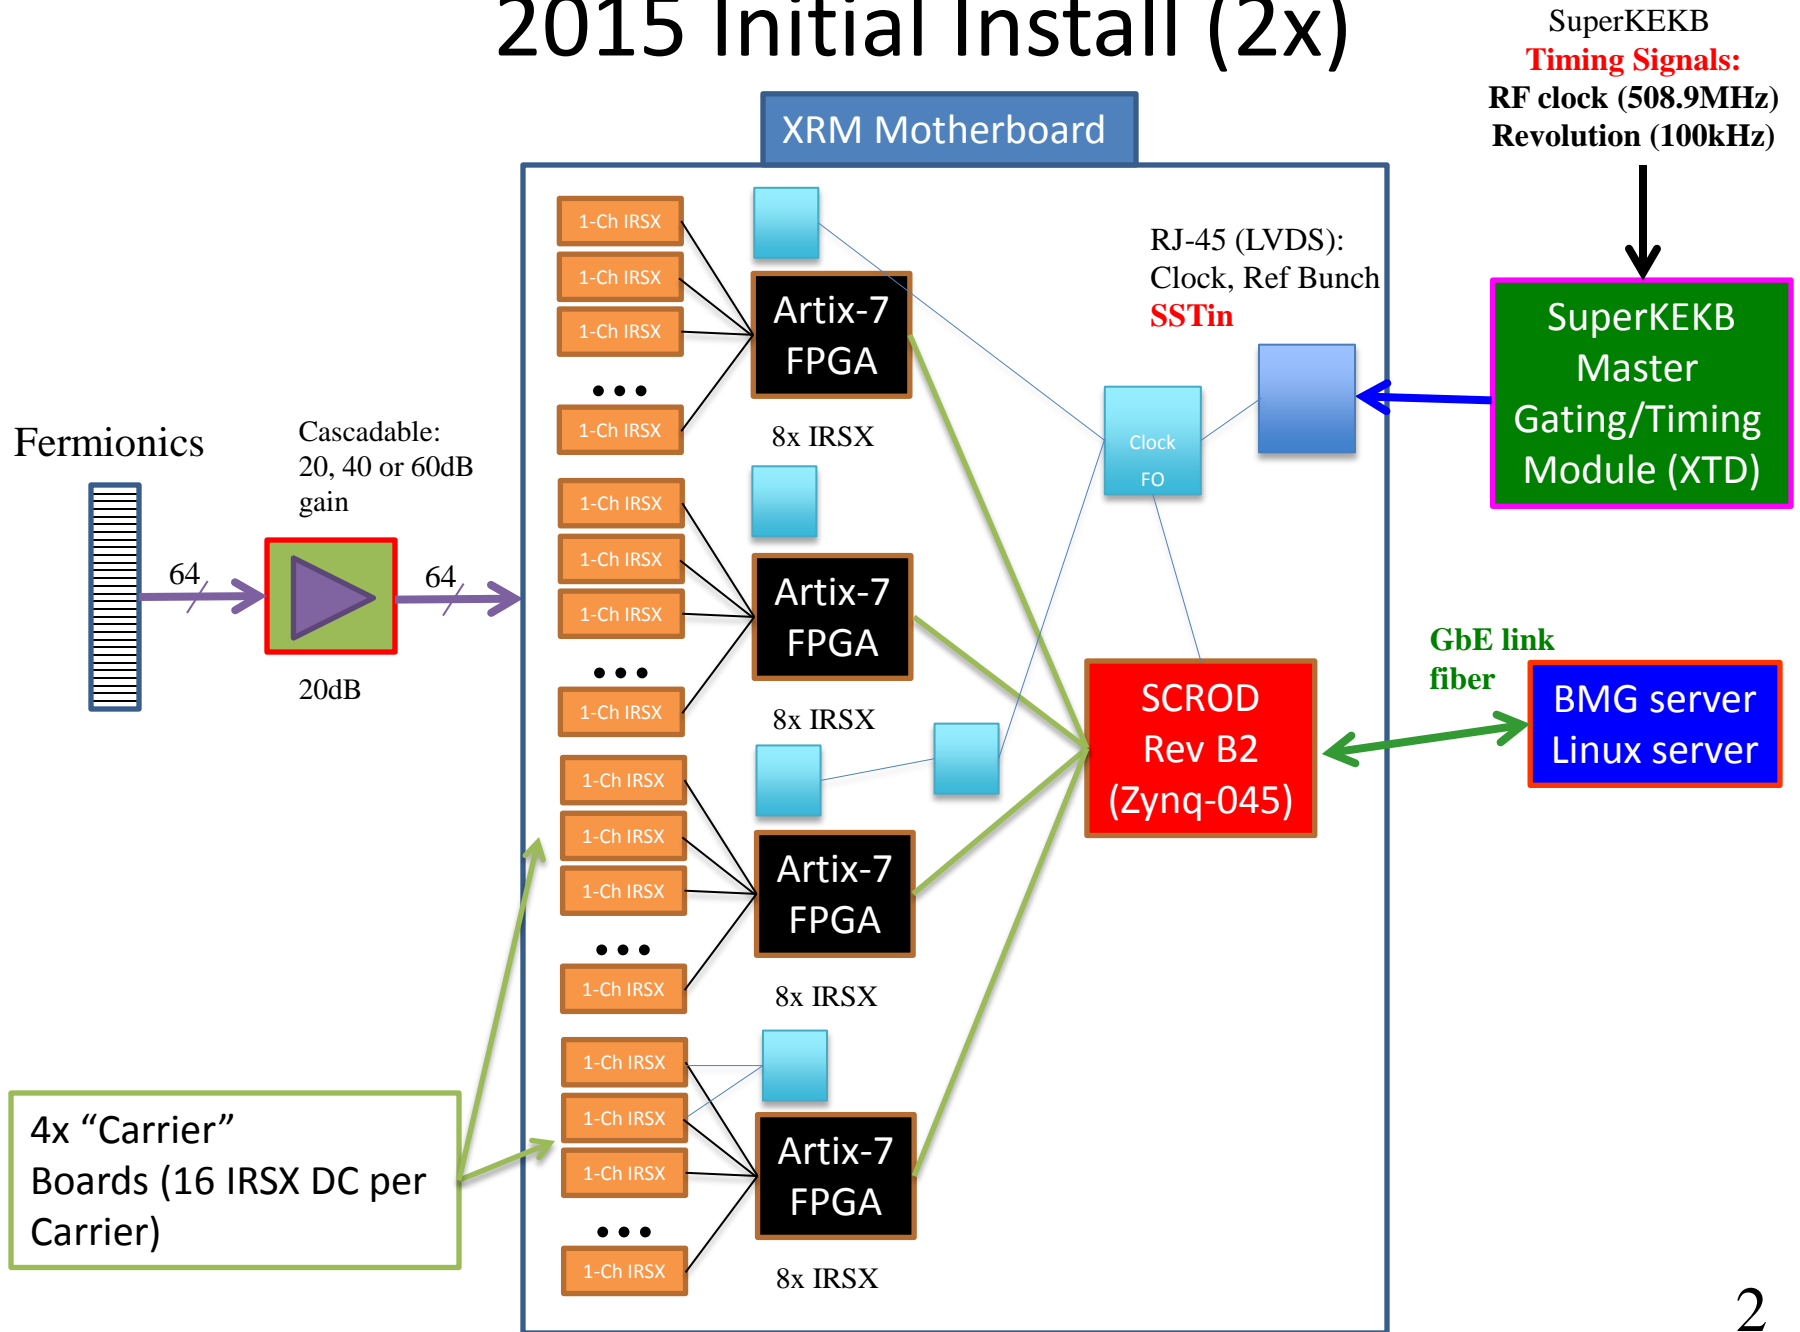 2015 Initial Install (2x)
SuperKEKB
Timing Signals:
RF clock (508.9MHz)
Revolution (100kHz)
XRM Motherboard
1-Ch IRSX
1-Ch IRSX
1-Ch IRSX
•••
1-Ch IRSX
Artix-7
FPGA
8x IRSX
RJ-45 (LVDS):
Clock, Ref Bunch
SSTin
SuperKEKB
Master
Gating/Timing
Module (XTD)
Clock
FO
Fermionics
Cascadable:
20, 40 or 60dB
gain
64
64
20dB
1-Ch IRSX
1-Ch IRSX
1-Ch IRSX
•••
1-Ch IRSX
Artix-7
FPGA
8x IRSX
SCROD
Rev B2
(Zynq-045)
GbE link
fiber
BMG server
Linux server
1-Ch IRSX
1-Ch IRSX
1-Ch IRSX
•••
1-Ch IRSX
Artix-7
FPGA
8x IRSX
1-Ch IRSX
1-Ch IRSX
1-Ch IRSX
•••
1-Ch IRSX
Artix-7
FPGA
8x IRSX
4x “Carrier”
Boards (16 IRSX DC per
Carrier)
2